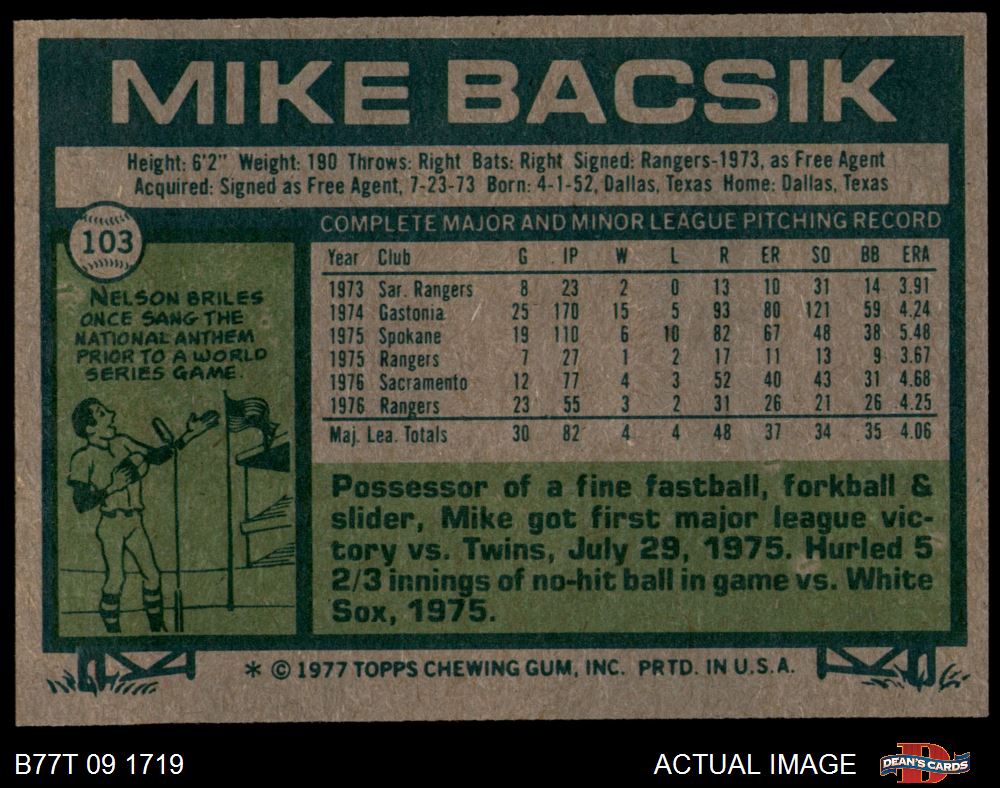 MIKE BACSIK
Height: 6'2" Weight: 190 Throws: Right Bats: Right Signed: Rangers-1973, as Free Agent
Acquired: Signed as Free Agent, 7-23-73 Born: 4-1-52, Dallas, Texas Home: Dallas, Texas
103
NELSON BRILES
ONCE SANG THE
NATIONAL ANTHEM
PRIOR TO A WORLD
SERIES GAME.
COMPLETE MAJOR AND MINOR LEAGUE PITCHING RECORD
Year Club G IP W L R ER SO BB ERA
1973 Sar. Rangers 8 23 2 0 13 10 31 14 3.91
1974 Gastonia 25 170 15 5 93 80 121 59 4.24
1975 Spokane 19 110 6 10 82 67 48 38 5.48
1975 Rangers 7 27 1 2 17 11 13 9 3.67
1976 Sacramento 12 77 4 3 52 40 43 31 4.68
1976 Rangers 23 55 3 2 31 26 21 26 4.25
Maj. Lea. Totals 30 82 4 4 48 37 34 35 4.06
Possessor of a fine fastball, forkball &
slider, Mike got first major league vic-
tory vs. Twins, July 29, 1975. Hurled 5
2/3 innings of no-hit ball in game vs. White
Sox, 1975.
* © 1977 TOPPS CHEWING GUM, INC. PRTD. IN U.S.A.
B77T 09 1719
ACTUAL IMAGE
DEAN'S CARDS